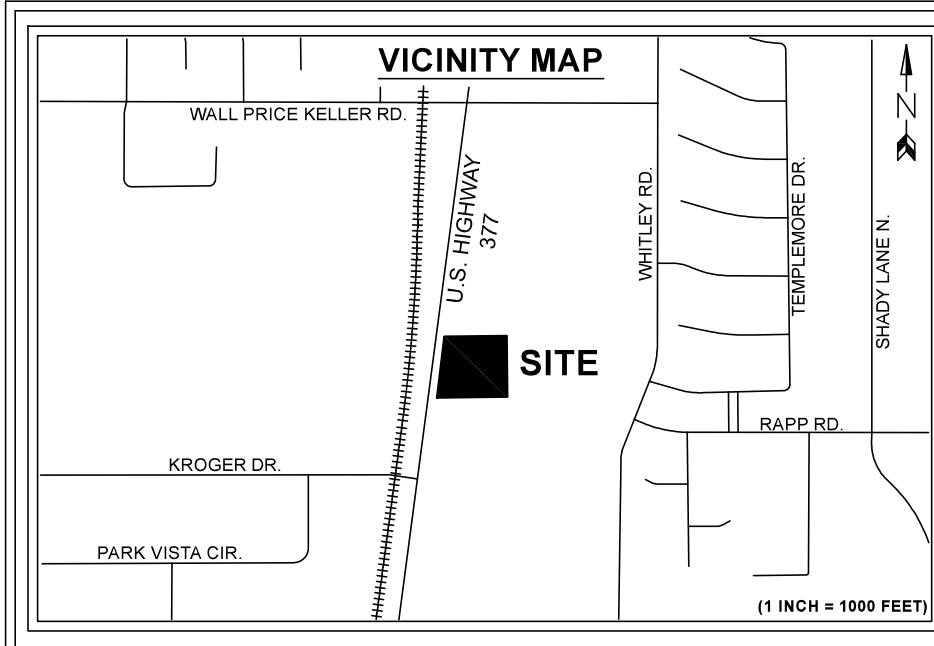 VICINITY MAP
N
WALL PRICE KELLER RD.
U.S. HIGHWAY
377
WHITLEY RD.
TEMPLEMORE DR.
SHADY LANE N.
SITE
RAPP RD.
KROGER DR.
PARK VISTA CIR.
(1 INCH = 1000 FEET)